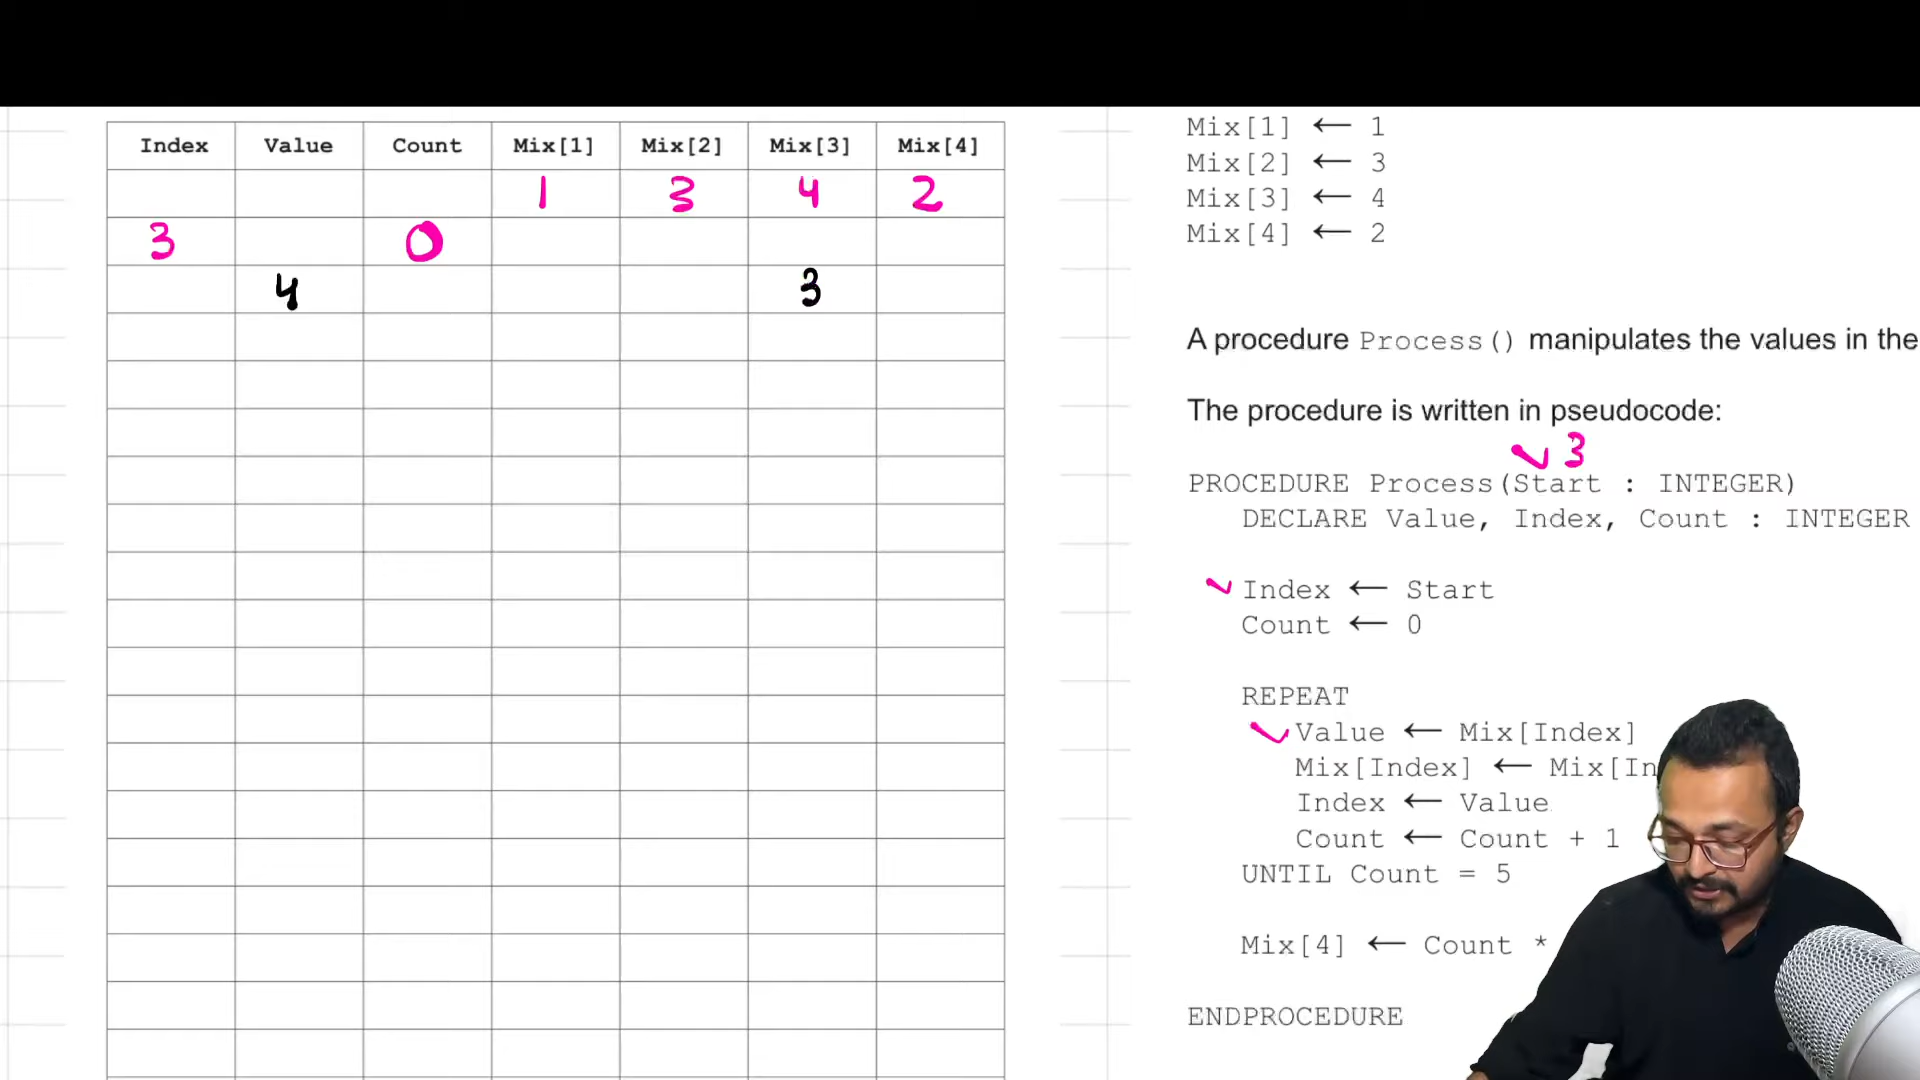 Index Value Count Mix[1] Mix[2] Mix[3] Mix[4]
1 3 4 2
3 0
4 3
Mix[1] ← 1
Mix[2] ← 3
Mix[3] ← 4
Mix[4] ← 2
A procedure Process() manipulates the values in the
The procedure is written in pseudocode:
3
PROCEDURE Process(Start : INTEGER)
DECLARE Value, Index, Count : INTEGER
Index ← Start
Count ← 0
REPEAT
Value ← Mix[Index]
Mix[Index] ← Mix[In
Index ← Value
Count ← Count + 1
UNTIL Count = 5
Mix[4] ← Count *
ENDPROCEDURE